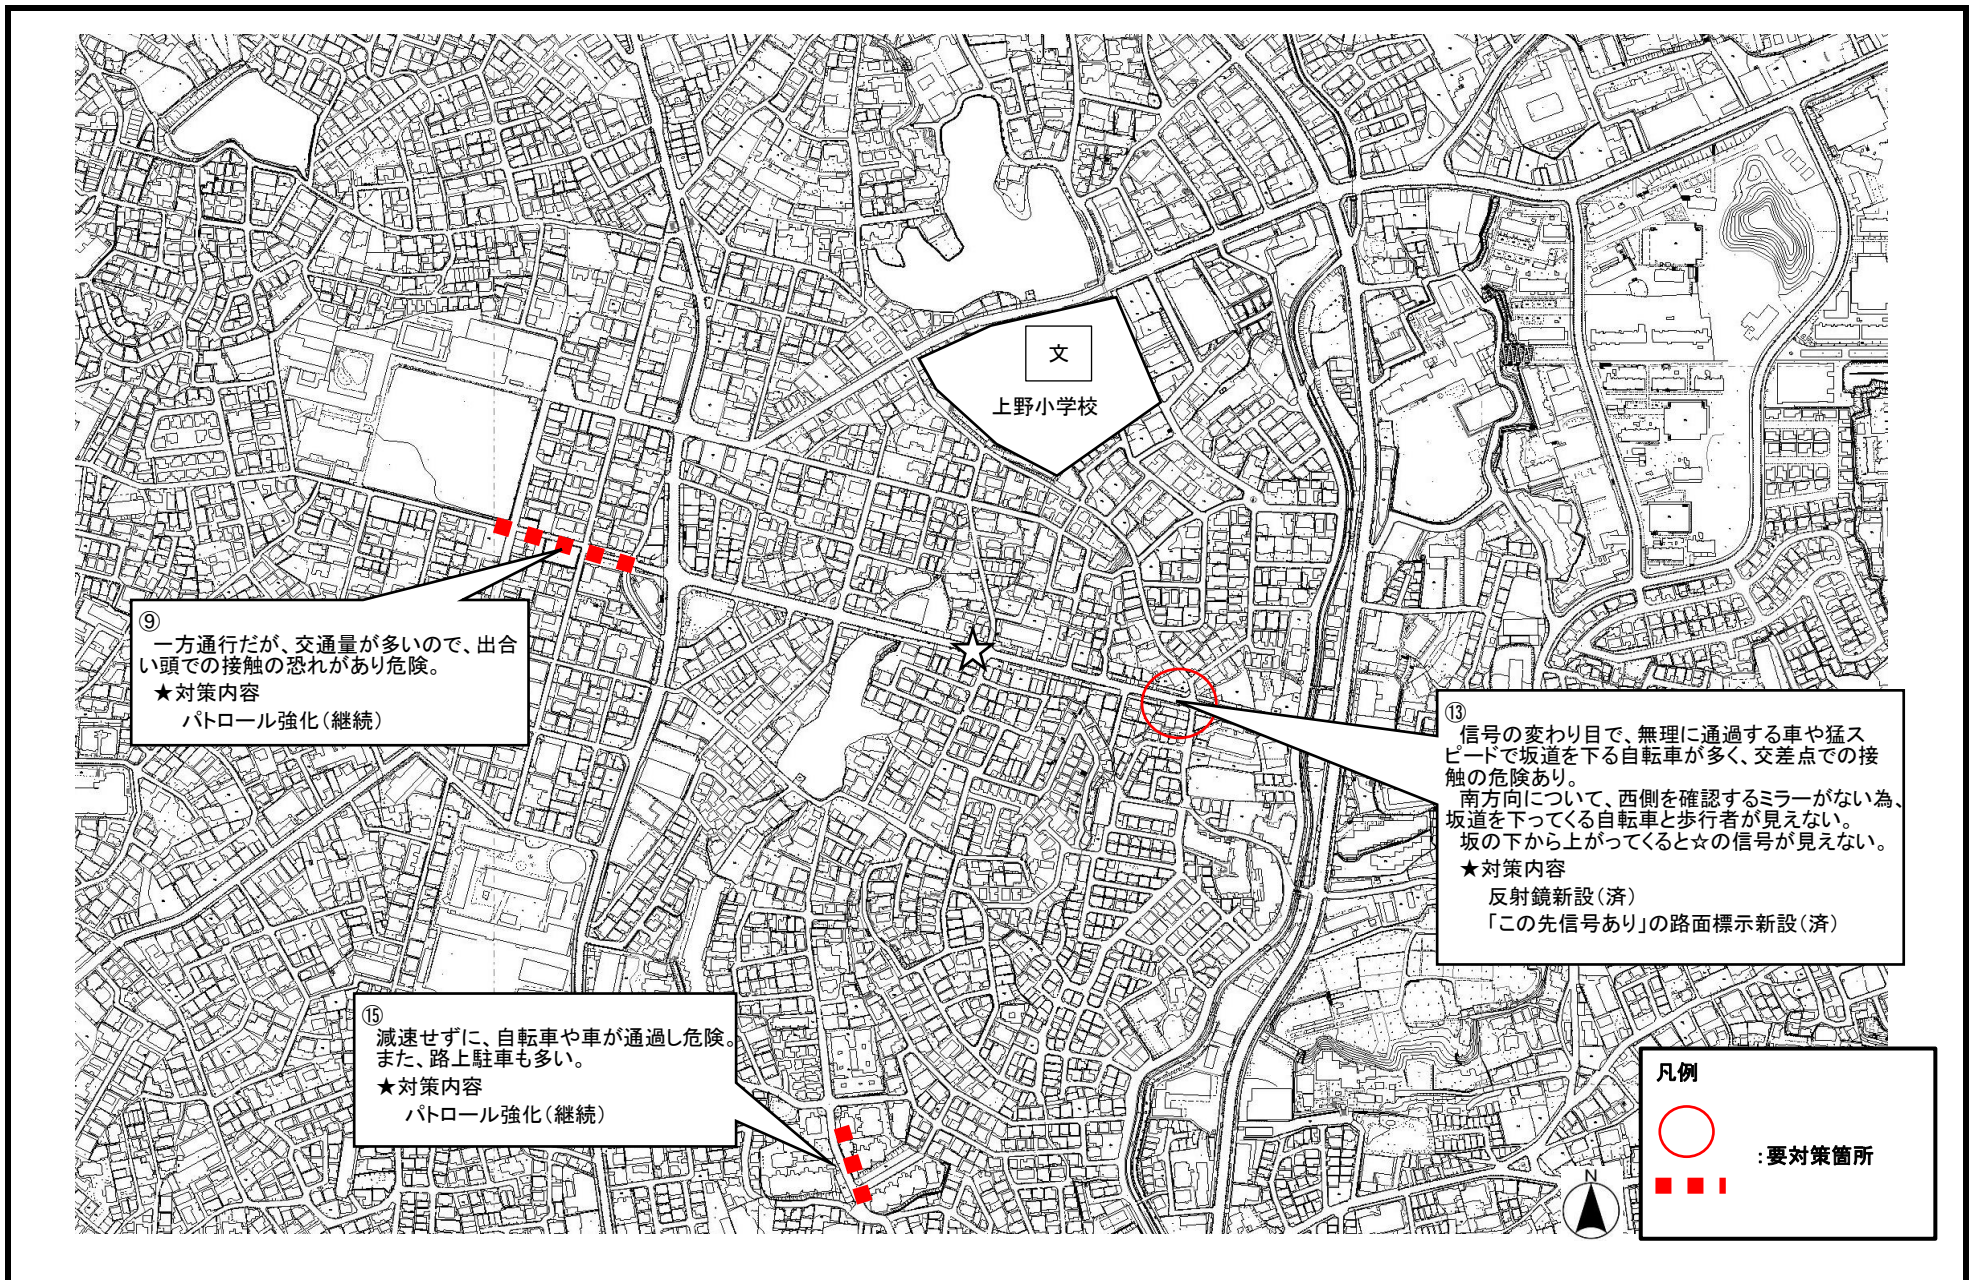 文
上野小学校
⑨
一方通行だが、交通量が多いので、出合
い頭での接触の恐れがあり危険。
★対策内容
パトロール強化(継続)
⑬
信号の変わり目で、無理に通過する車や猛ス
ピードで坂道を下る自転車が多く、交差点での接
触の危険あり。
南方向について、西側を確認するミラーがない為、
坂道を下ってくる自転車と歩行者が見えない。
坂の下から上がってくると☆の信号が見えない。
★対策内容
反射鏡新設(済)
「この先信号あり」の路面標示新設(済)
⑮
減速せずに、自転車や車が通過し危険。
また、路上駐車も多い。
★対策内容
パトロール強化(継続)
凡例
:要対策箇所
N